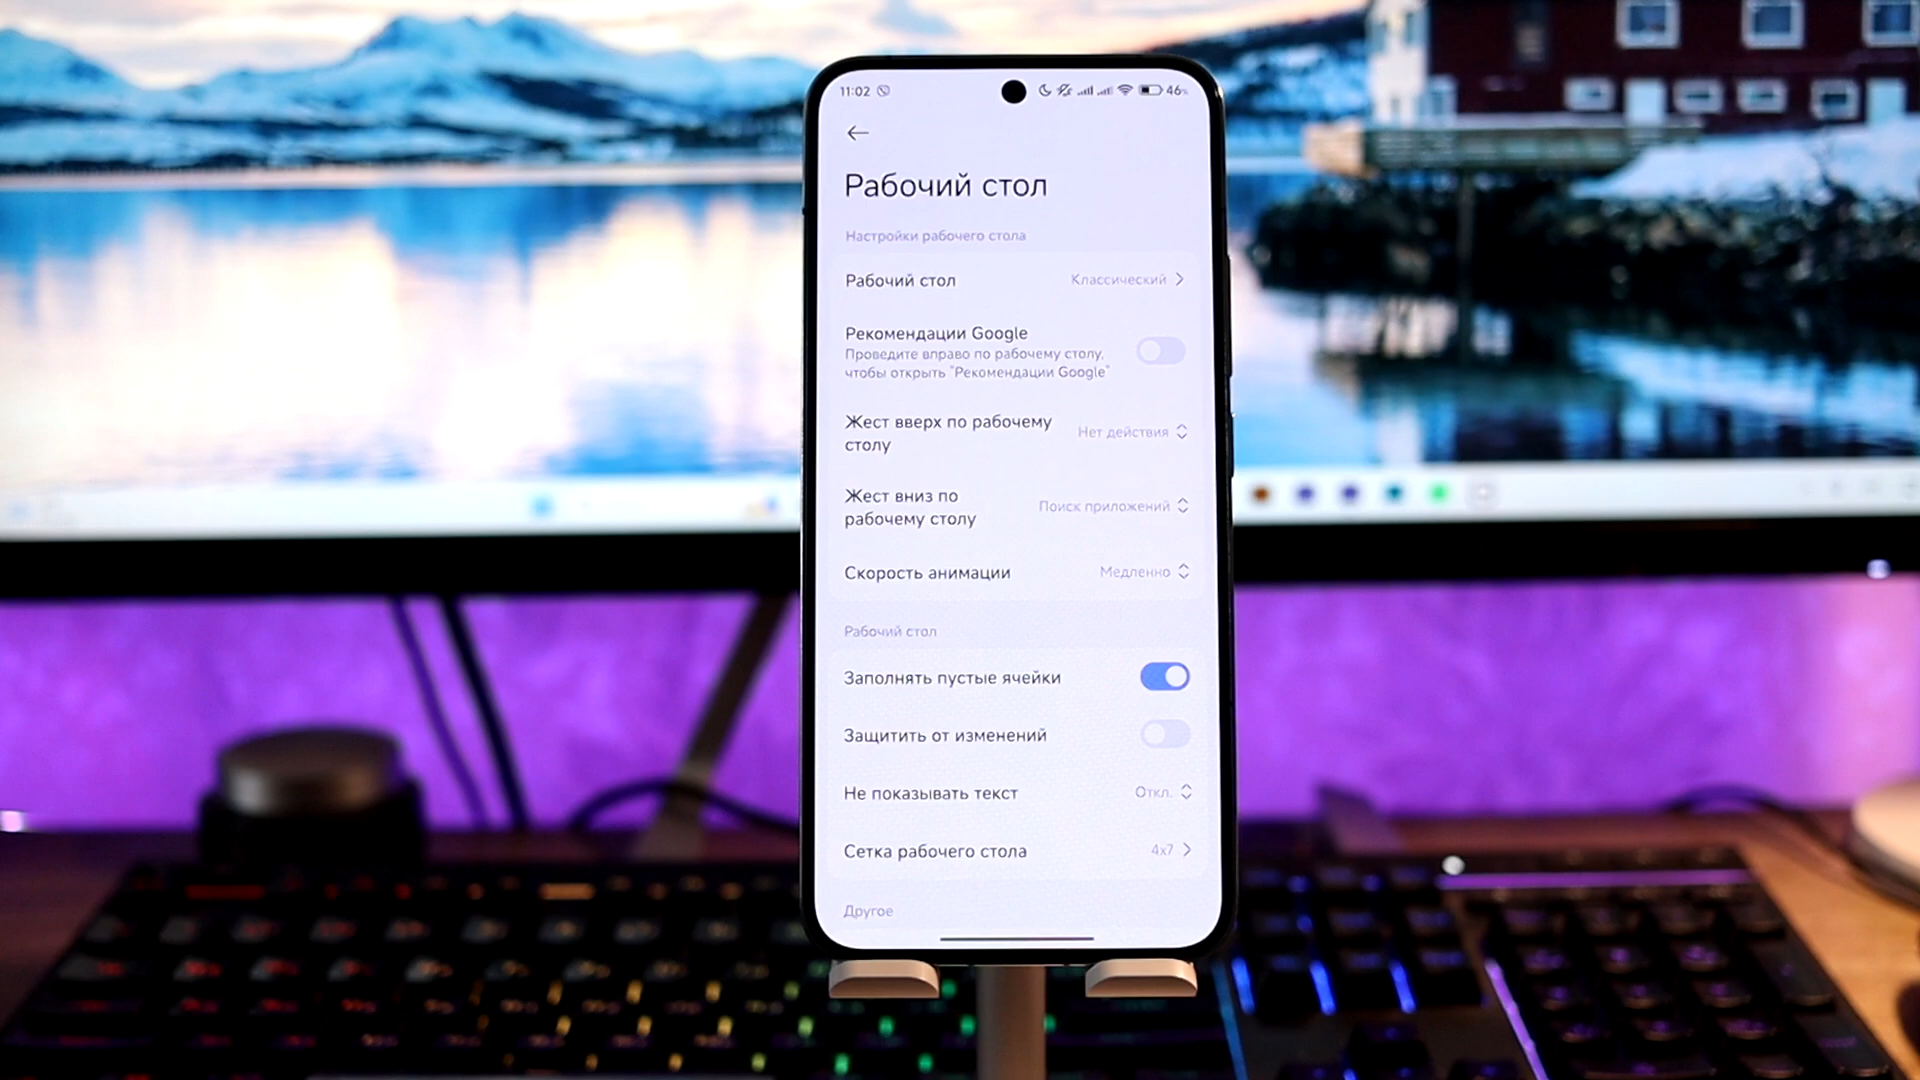 11:02 46%
Рабочий стол
Настройки рабочего стола
Рабочий стол Классический
Рекомендации Google
Проведите вправо по рабочему столу,
чтобы открыть "Рекомендации Google"
Жест вверх по рабочему
столу
Нет действия
Жест вниз по
рабочему столу
Поиск приложений
Скорость анимации Медленно
Рабочий стол
Заполнять пустые ячейки
Защитить от изменений
Не показывать текст Откл.
Сетка рабочего стола 4x7
Другое